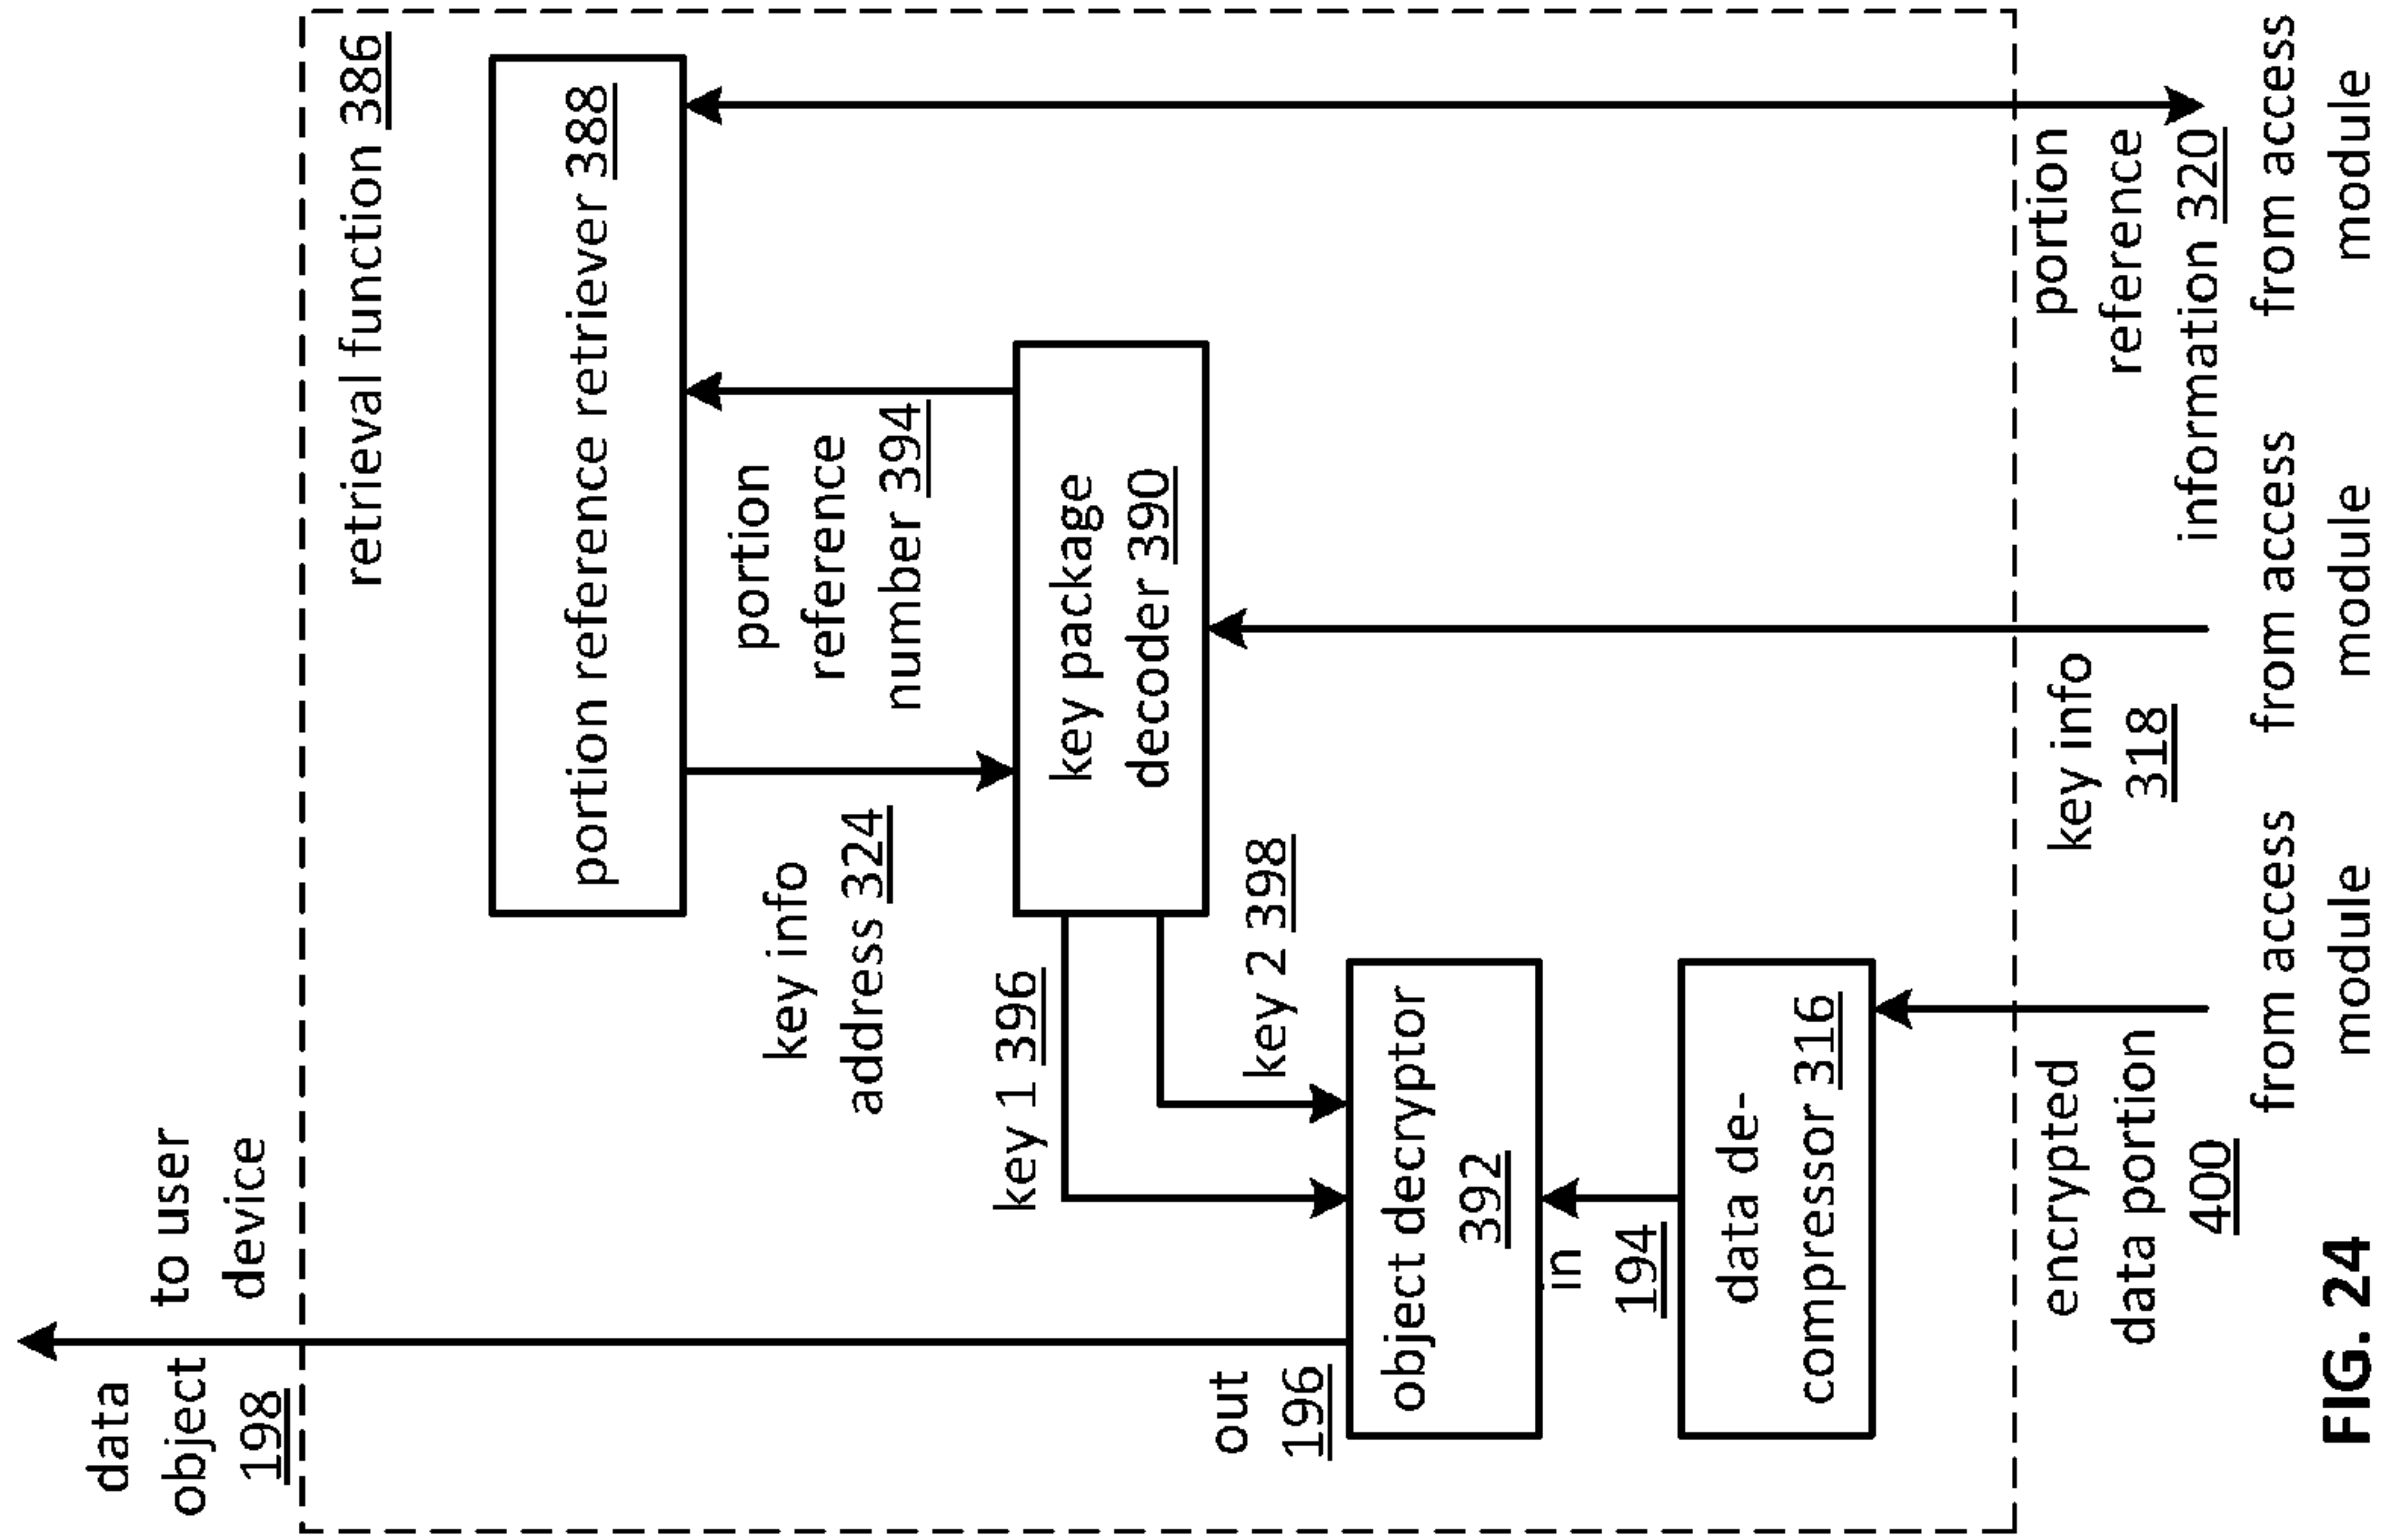 data
object
198
to user
device
retrieval function 386
portion reference retriever 388
key info
address 324
portion
reference
number 394
key 1 396
key package
decoder 390
key 2 398
out
196
object decryptor
392
in
194
data de-
compressor 316
encrypted
data portion
400
key info
318
portion
reference
information 320
from access
module
from access
module
from access
module
FIG. 24